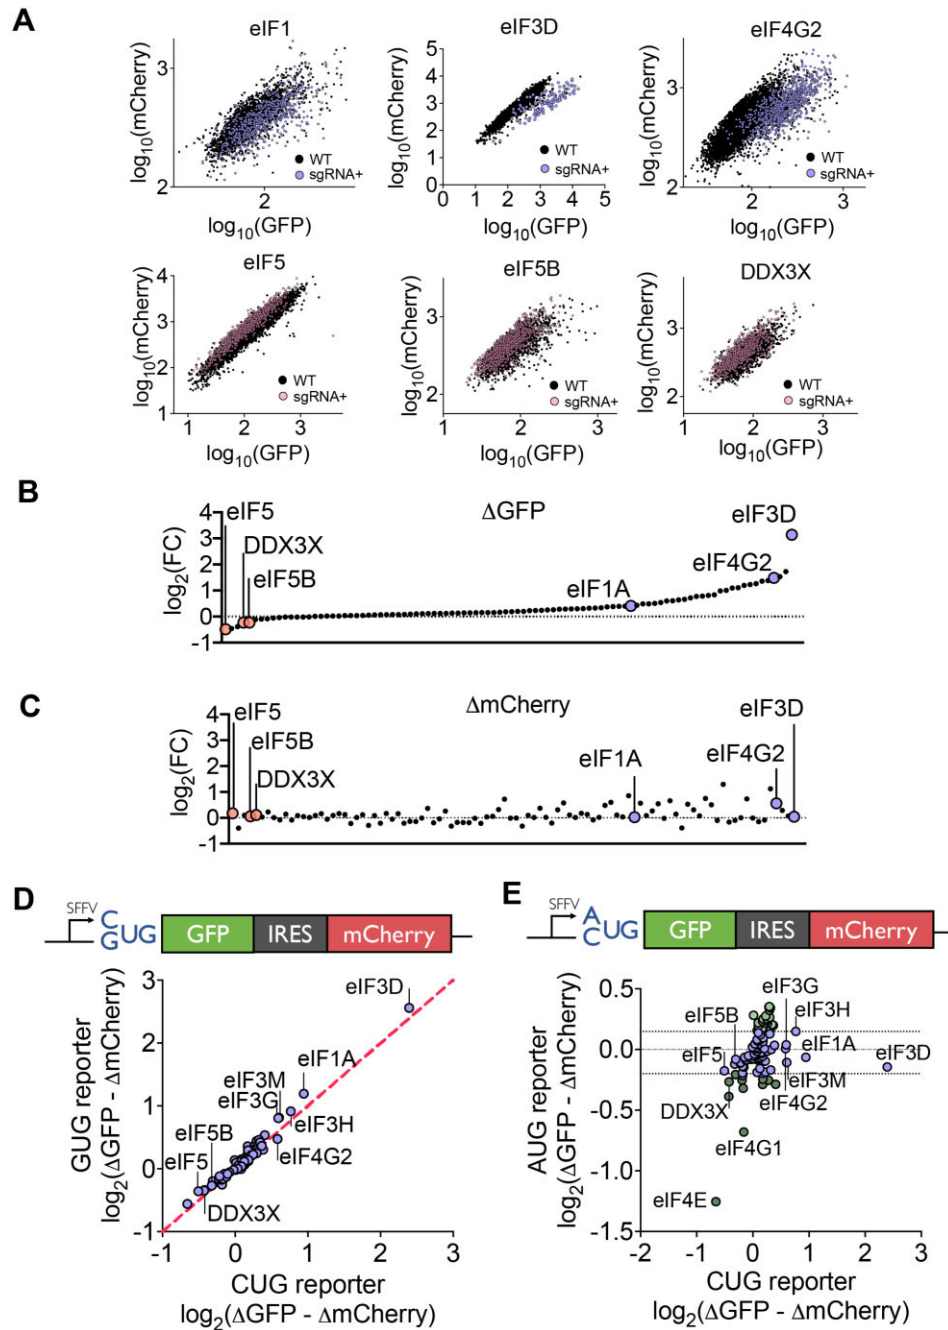 A
eIF1
log10(mCherry)
3
2
2
WT
sgRNA+
log10(GFP)
eIF3D
log10(mCherry)
5
4
3
2
1
0
0 1 2 3 4 5
WT
sgRNA+
log10(GFP)
eIF4G2
log10(mCherry)
3
2
2 3
WT
sgRNA+
log10(GFP)
eIF5
log10(mCherry)
4
3
2
1
1 2 3
WT
sgRNA+
log10(GFP)
eIF5B
log10(mCherry)
3
2
1 2 3
WT
sgRNA+
log10(GFP)
DDX3X
log10(mCherry)
3
2
1 2 3
WT
sgRNA+
log10(GFP)
B
ΔGFP
log2(FC)
4
3
2
1
0
-1
eIF5
DDX3X
eIF5B
eIF1A
eIF4G2
eIF3D
C
ΔmCherry
log2(FC)
4
3
2
1
0
-1
eIF5
eIF5B
DDX3X
eIF1A
eIF4G2
eIF3D
D
SFFV
C
G
UG
GFP
IRES
mCherry
GUG reporter
log2(ΔGFP - ΔmCherry)
3
2
1
0
-1
eIF3D
eIF1A
eIF3M
eIF3G
eIF3H
eIF5B
eIF4G2
eIF5
DDX3X
-1 0 1 2 3
CUG reporter
log2(ΔGFP - ΔmCherry)
E
SFFV
A
C
UG
GFP
IRES
mCherry
AUG reporter
log2(ΔGFP - ΔmCherry)
0.5
0.0
-0.5
-1.0
-1.5
eIF3G
eIF3H
eIF5B
eIF1A
eIF5
eIF3D
eIF3M
eIF4G2
DDX3X
eIF4G1
eIF4E
-2 -1 0 1 2 3
CUG reporter
log2(ΔGFP - ΔmCherry)